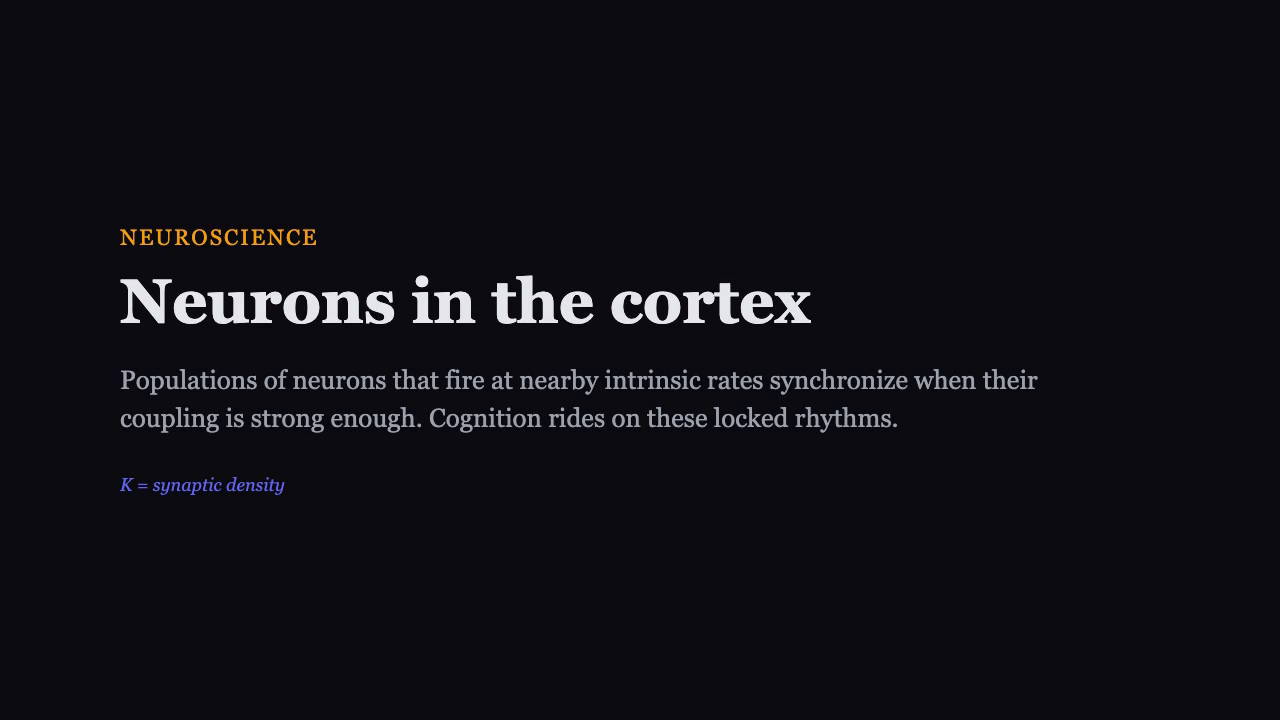 NEUROSCIENCE
Neurons in the cortex
Populations of neurons that fire at nearby intrinsic rates synchronize when their
coupling is strong enough. Cognition rides on these locked rhythms.
K = synaptic density